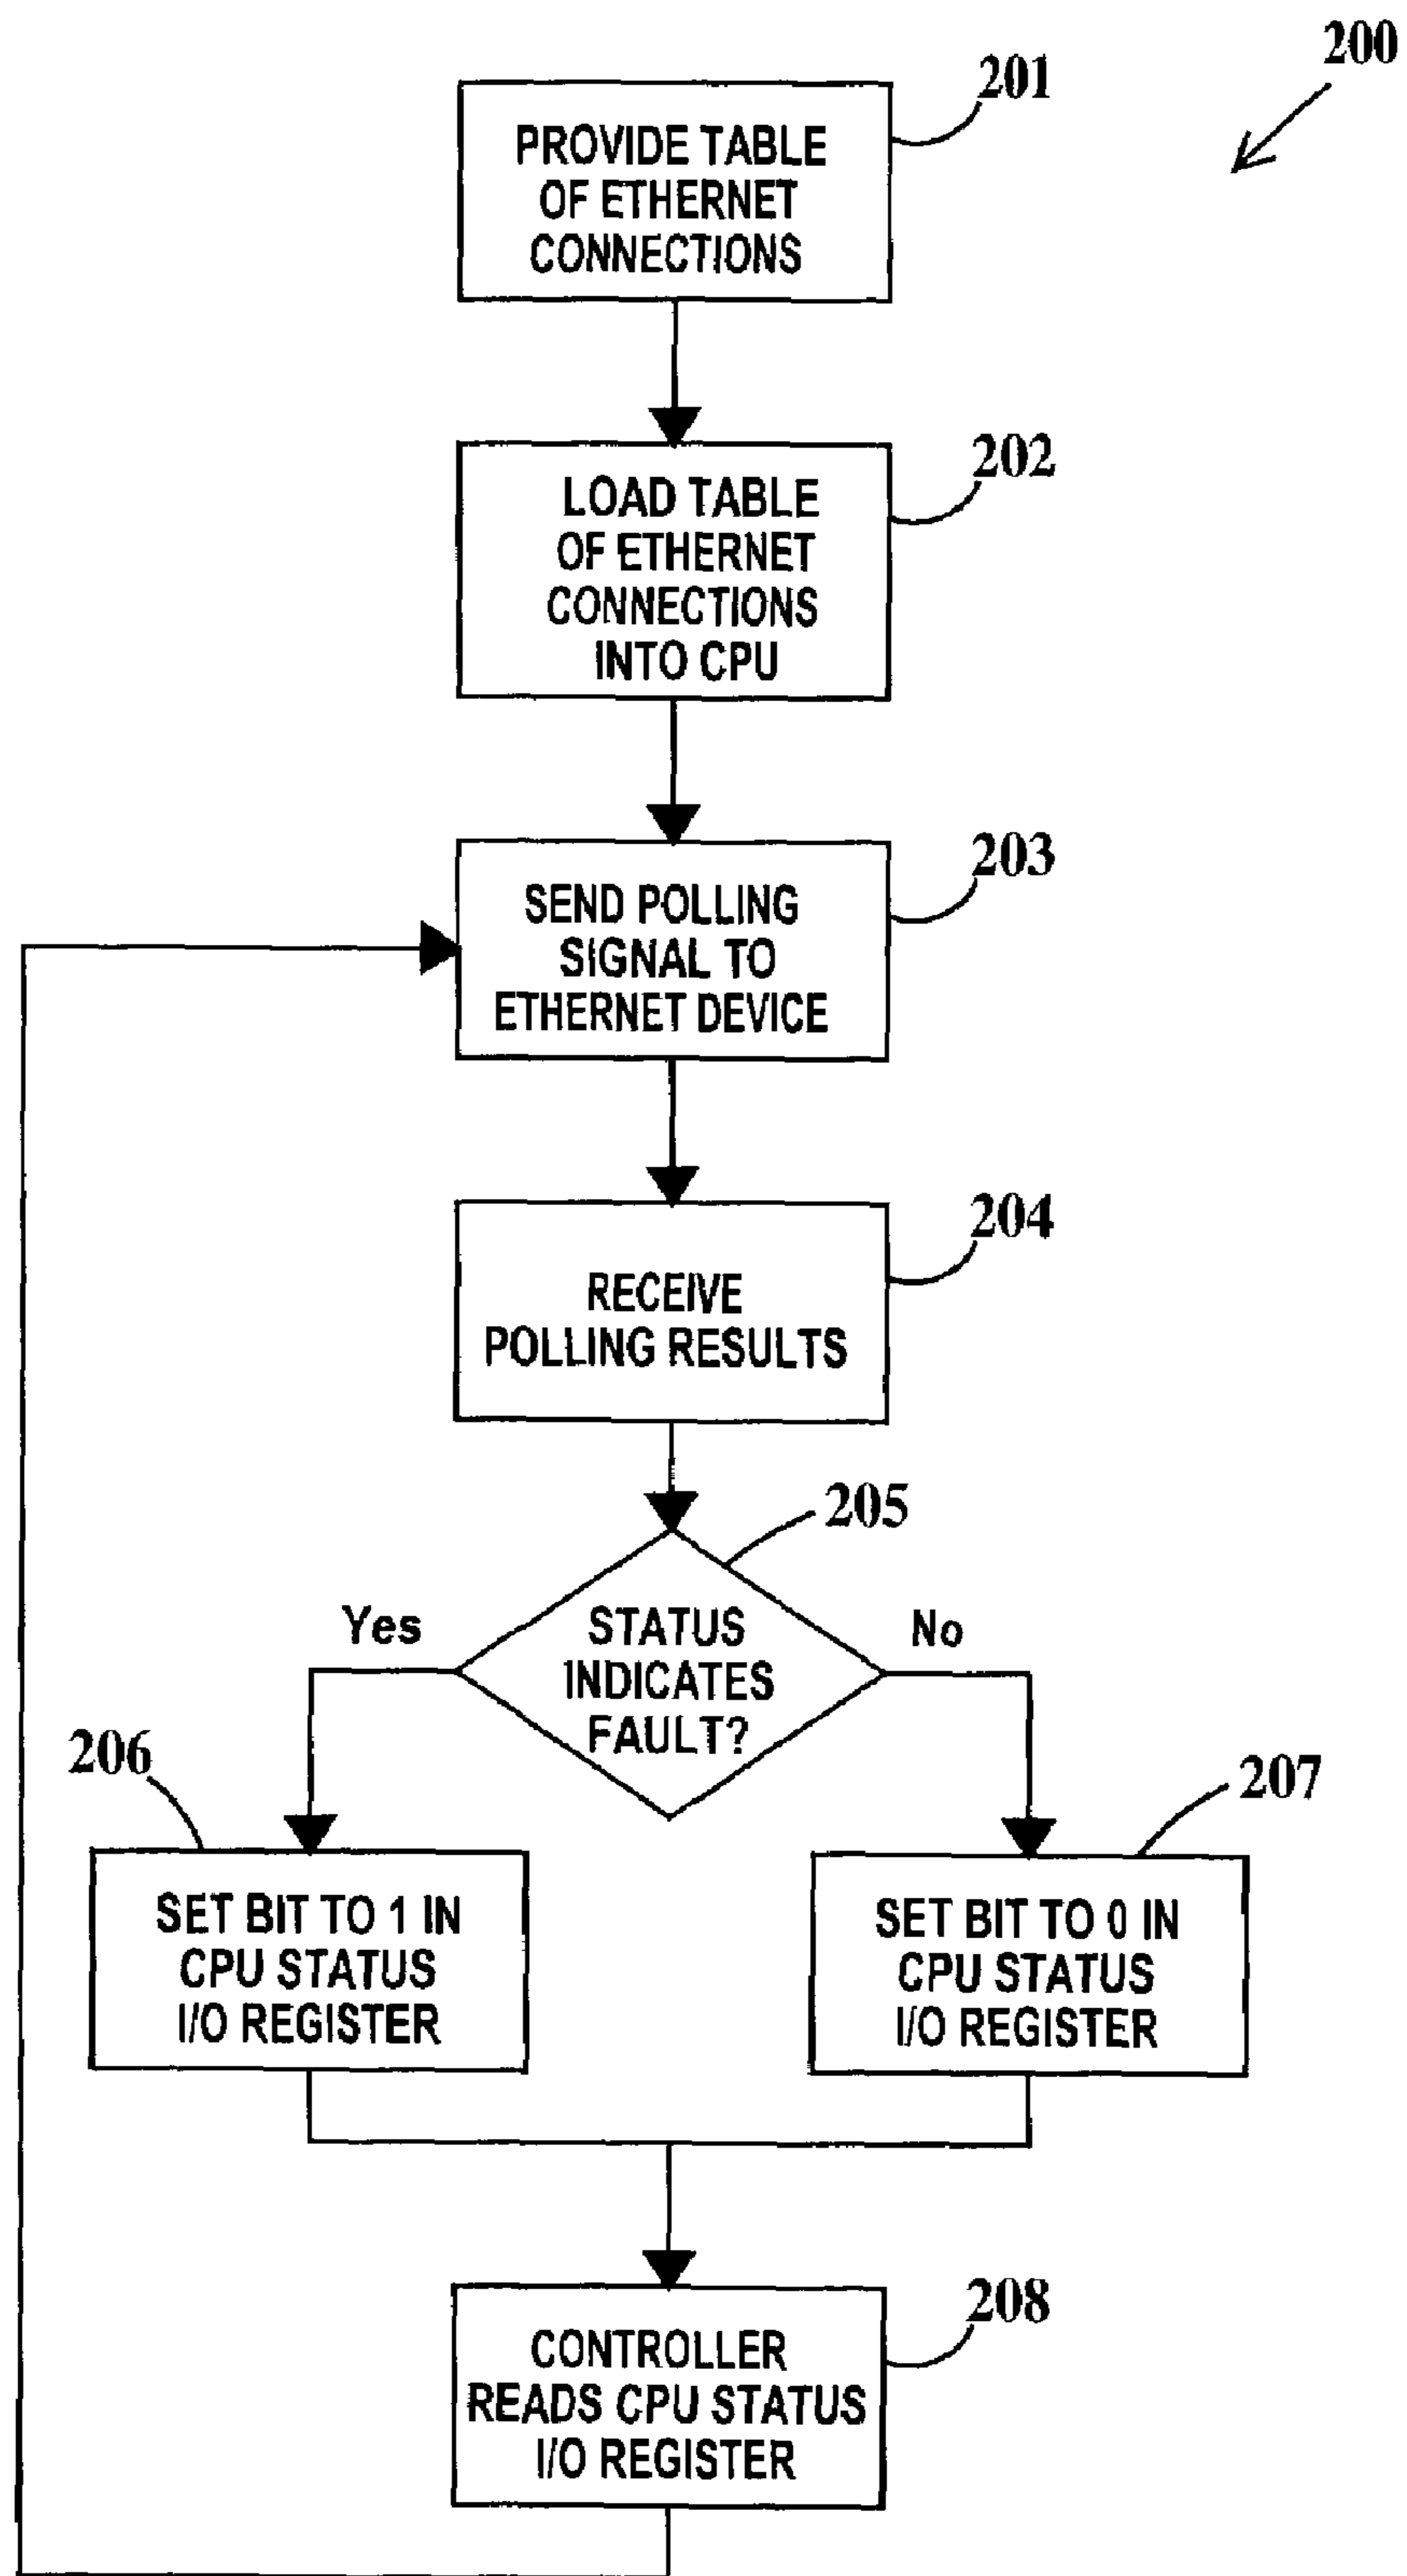 200
201
PROVIDE TABLE
OF ETHERNET
CONNECTIONS
202
LOAD TABLE
OF ETHERNET
CONNECTIONS
INTO CPU
203
SEND POLLING
SIGNAL TO
ETHERNET DEVICE
204
RECEIVE
POLLING RESULTS
205
Yes
STATUS
INDICATES
FAULT?
No
206
SET BIT TO 1 IN
CPU STATUS
I/O REGISTER
207
SET BIT TO 0 IN
CPU STATUS
I/O REGISTER
208
CONTROLLER
READS CPU STATUS
I/O REGISTER